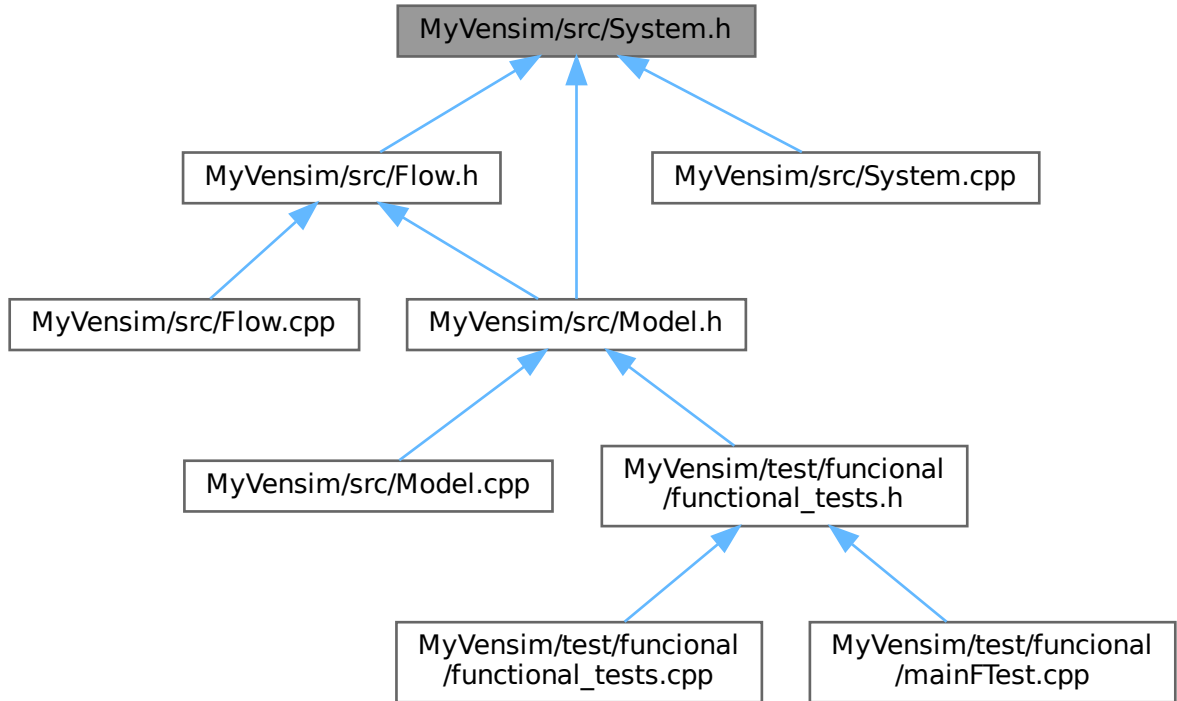 MyVensim/src/System.h
MyVensim/src/Flow.h
MyVensim/src/System.cpp
MyVensim/src/Flow.cpp
MyVensim/src/Model.h
MyVensim/src/Model.cpp
MyVensim/test/funcional
/functional_tests.h
MyVensim/test/funcional
/functional_tests.cpp
MyVensim/test/funcional
/mainFTest.cpp